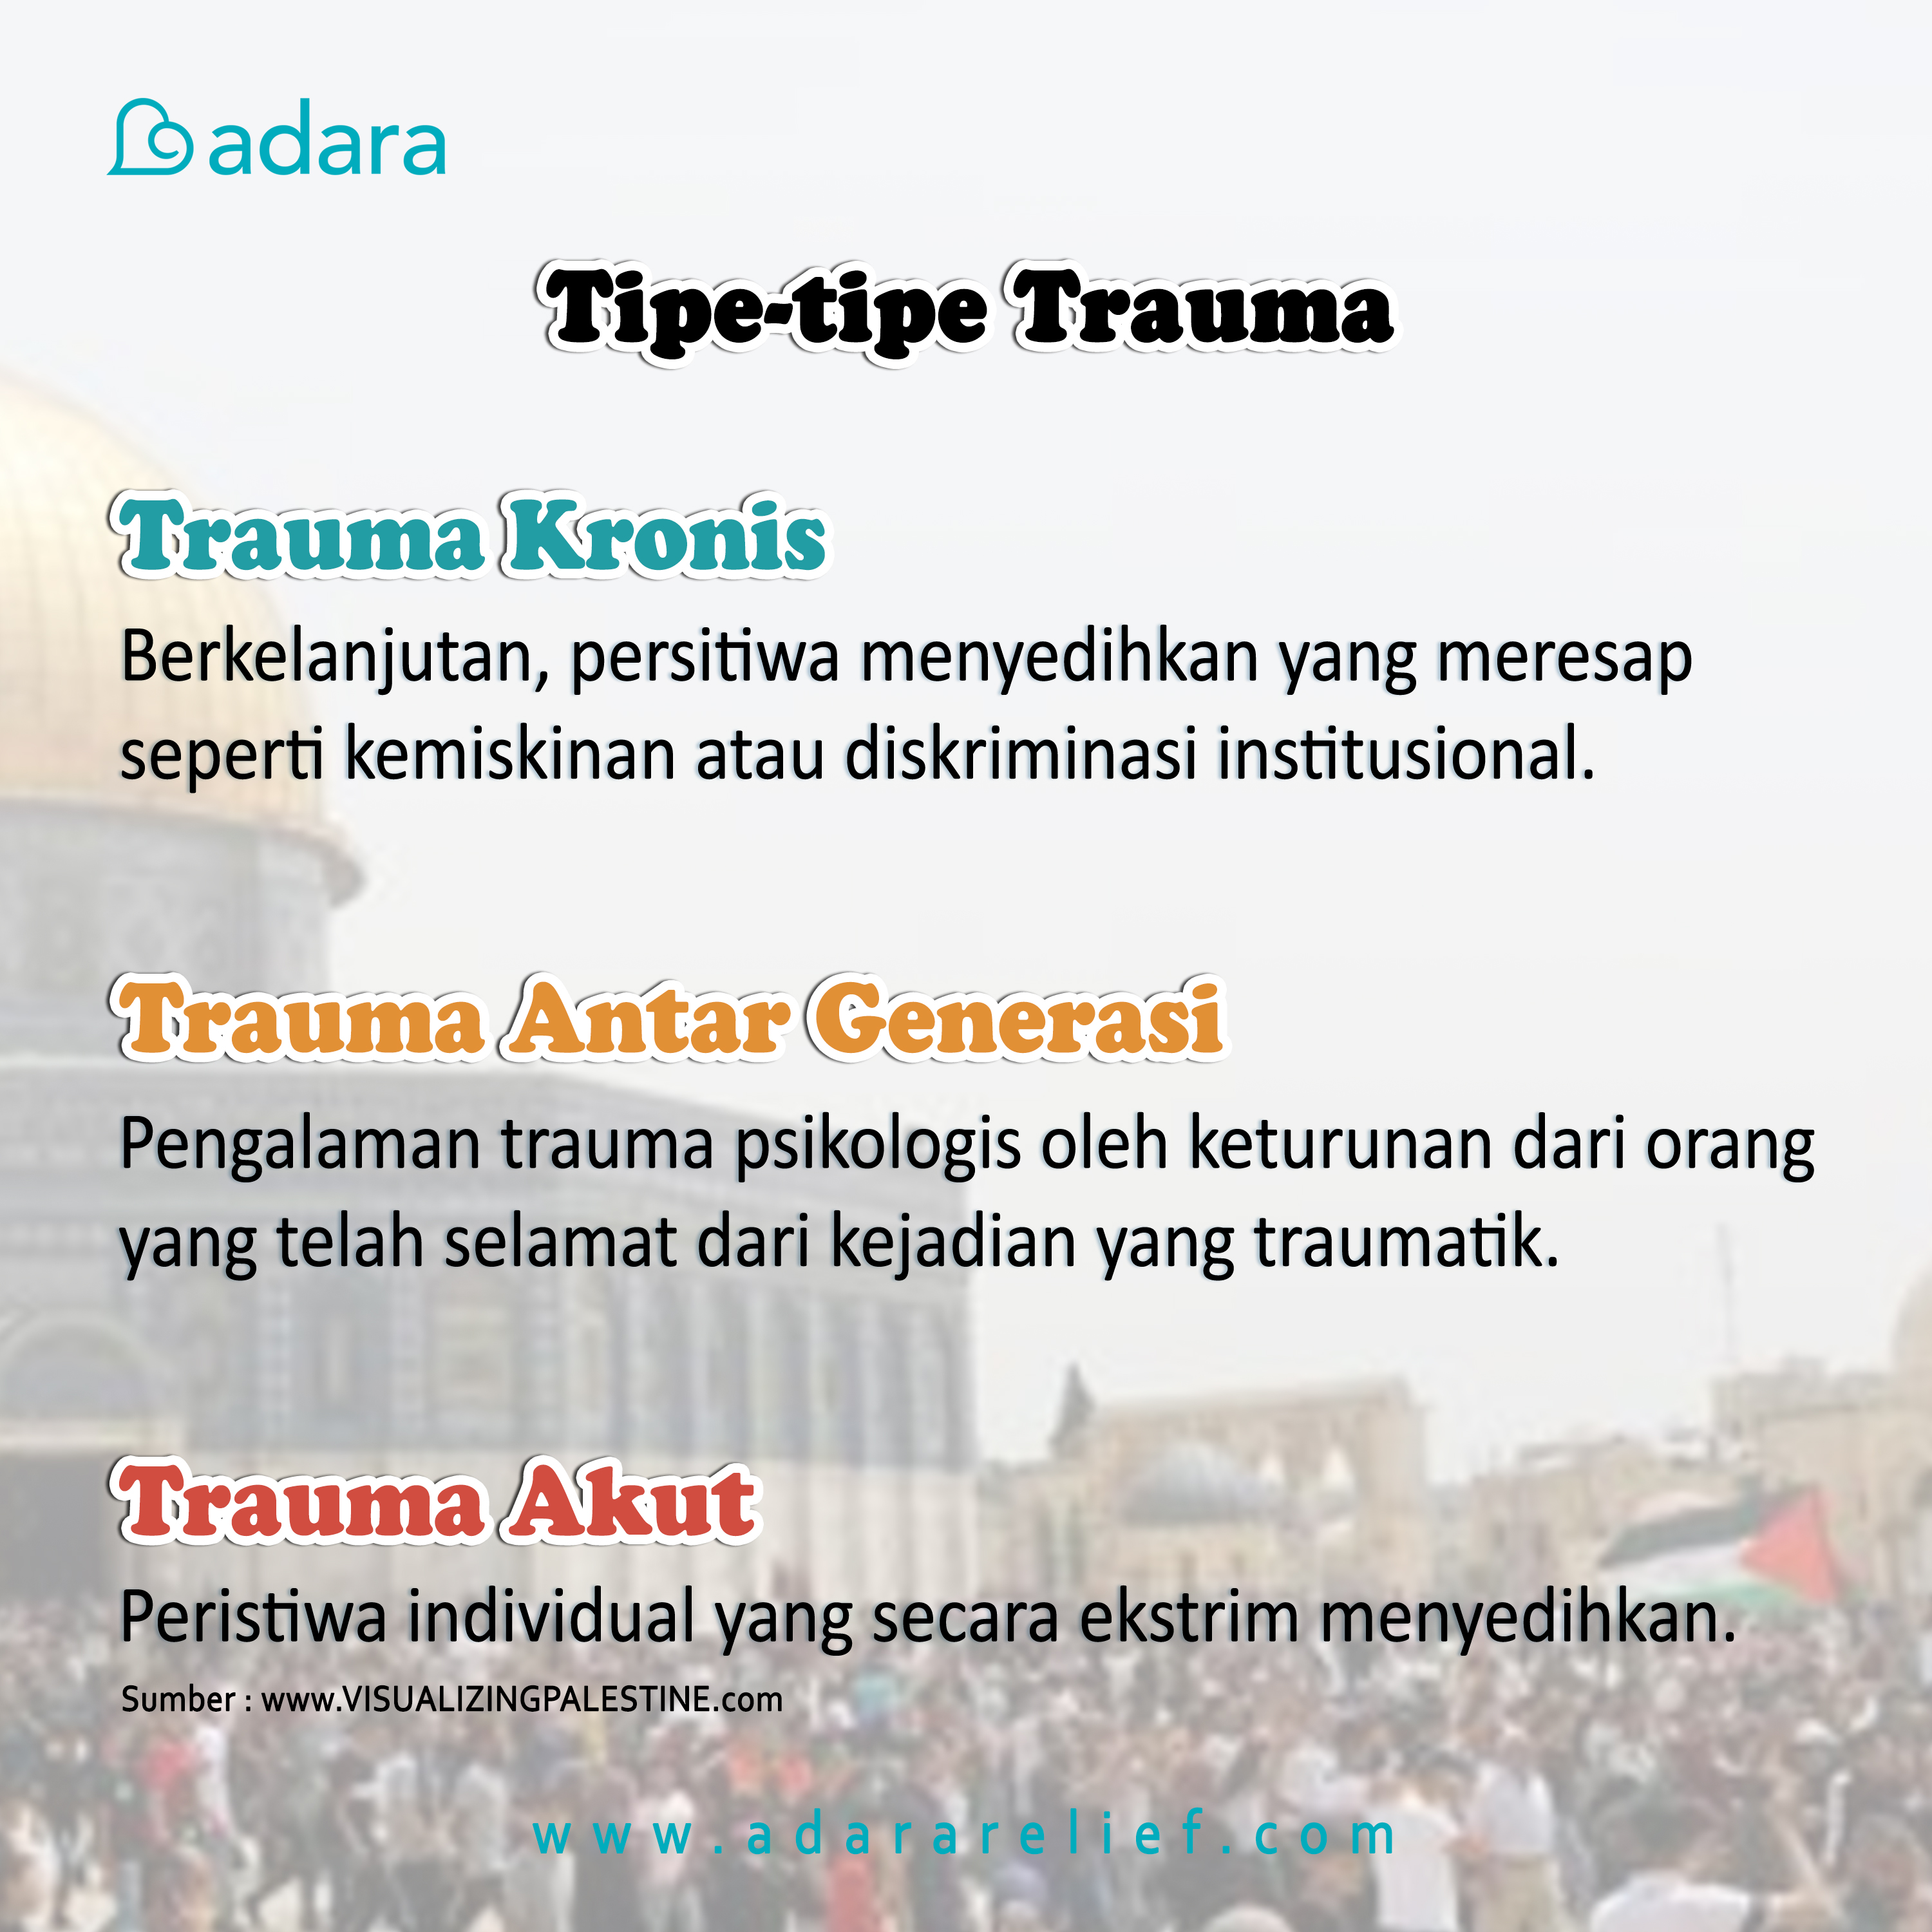 adara
Tipe-tipe Trauma
Trauma Kronis
Berkelanjutan, persitiwa menyedihkan yang meresap
seperti kemiskinan atau diskriminasi institusional.
Trauma Antar Generasi
Pengalaman trauma psikologis oleh keturunan dari orang
yang telah selamat dari kejadian yang traumatik.
Trauma Akut
Peristiwa individual yang secara ekstrim menyedihkan.
Sumber : www.VISUALIZINGPALESTINE.com
www.adararelief.com